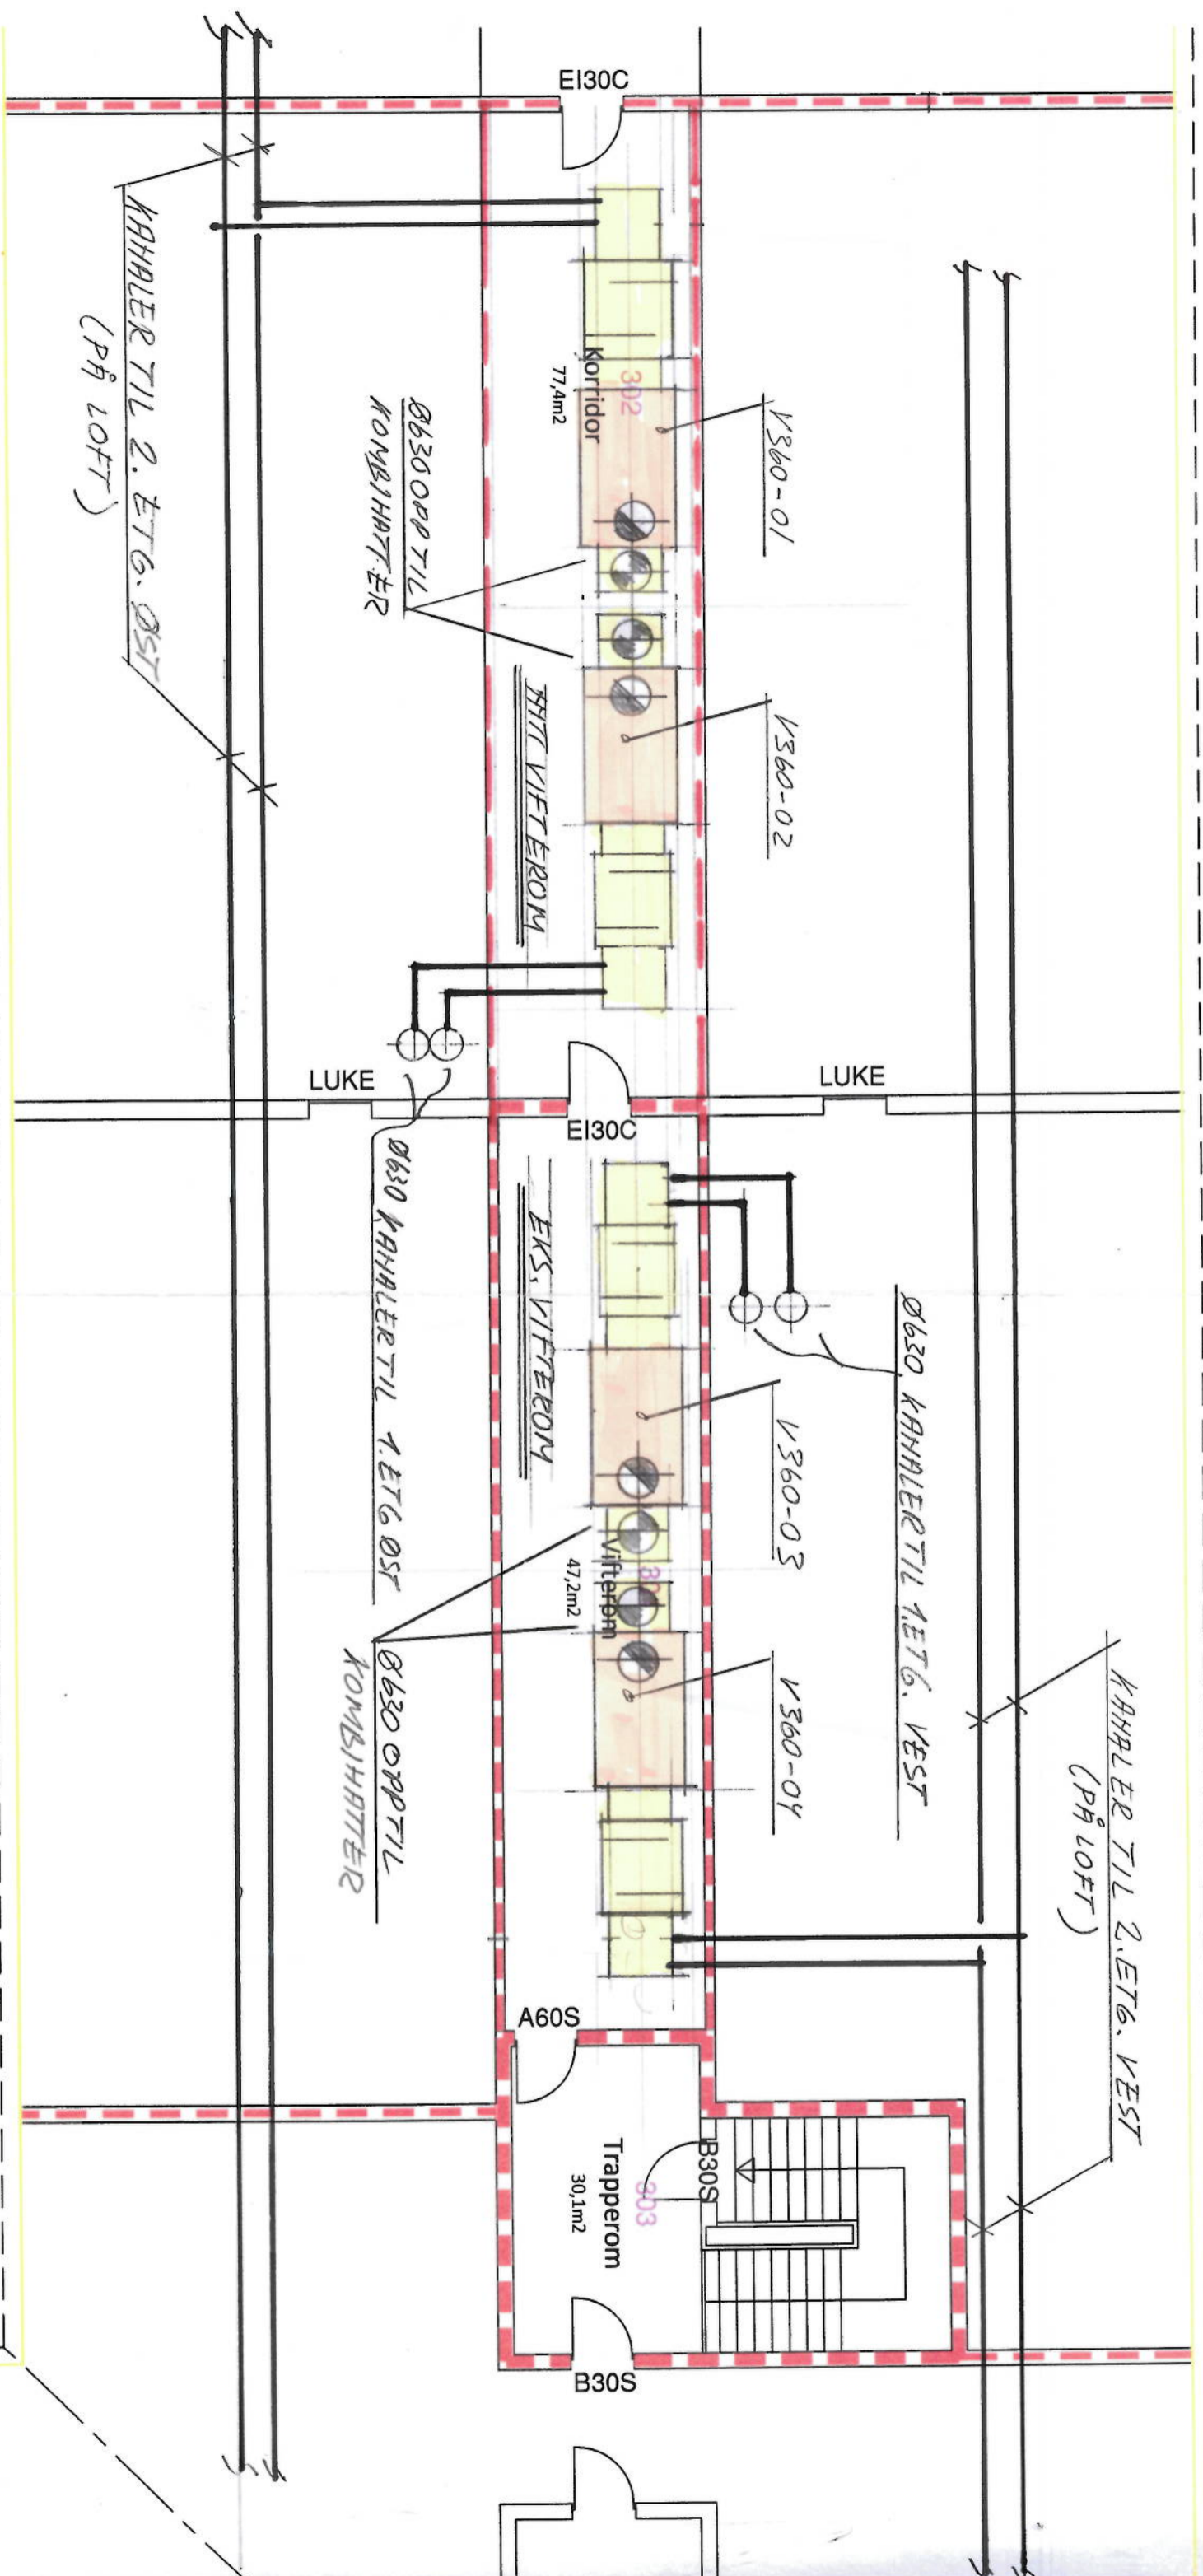 EI30C
KANALER TIL 2. ETG. ØST
(PÅ LOFT)
302
Korridor
77,4m2
V360-01
Ø630 OPP TIL
KOMBIHATTER
V360-02
NYTT VIFTEROM
LUKE
LUKE
EI30C
Ø630 KANALER TIL 1. ETG ØST
EKS. VIFTEROM
Ø630, KANALER TIL 1.ETG. VEST
V360-03
Vifterom
47,2m2
Ø630 OPP TIL
KOMBIHATTER
V360-04
KANALER TIL 2.ETG. VEST
(PÅ LOFT)
A60S
B30S
303
Trapperom
30,1m2
B30S